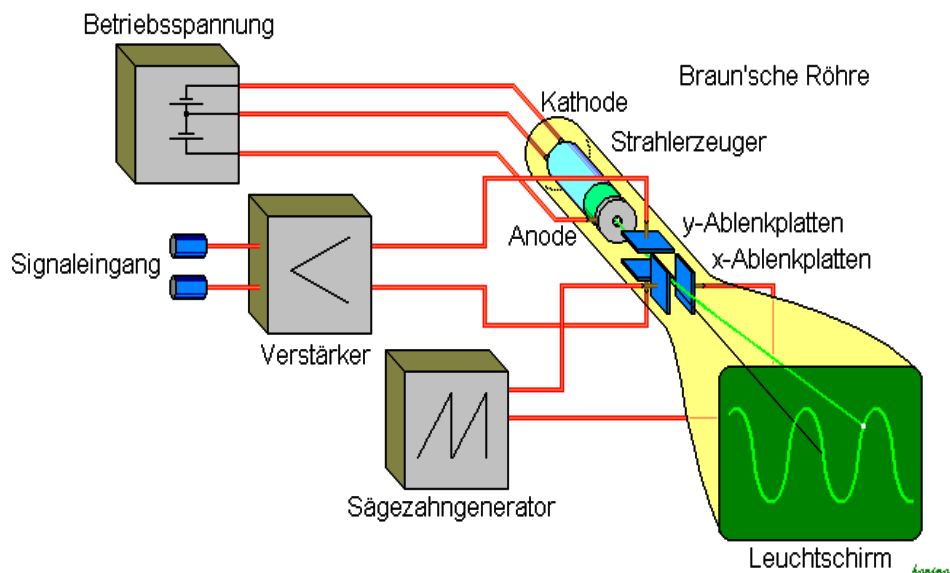 Betriebsspannung
Braun'sche Röhre
Kathode
Strahlerzeuger
Anode
y-Ablenkplatten
x-Ablenkplatten
Signaleingang
Verstärker
Sägezahngenerator
Leuchtschirm